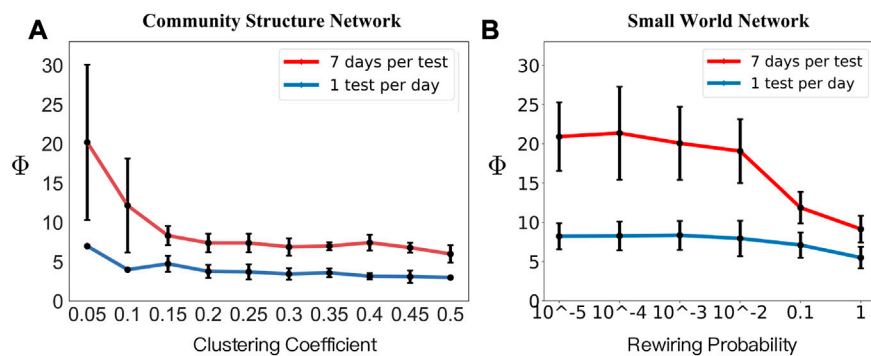 A
Community Structure Network
7 days per test
1 test per day
30
25
20
15
10
5
0
Φ
0.05 0.1 0.15 0.2 0.25 0.3 0.35 0.4 0.45 0.5
Clustering Coefficient
B
Small World Network
7 days per test
1 test per day
30
25
20
15
10
5
0
Φ
10^-5 10^-4 10^-3 10^-2 0.1 1
Rewiring Probability